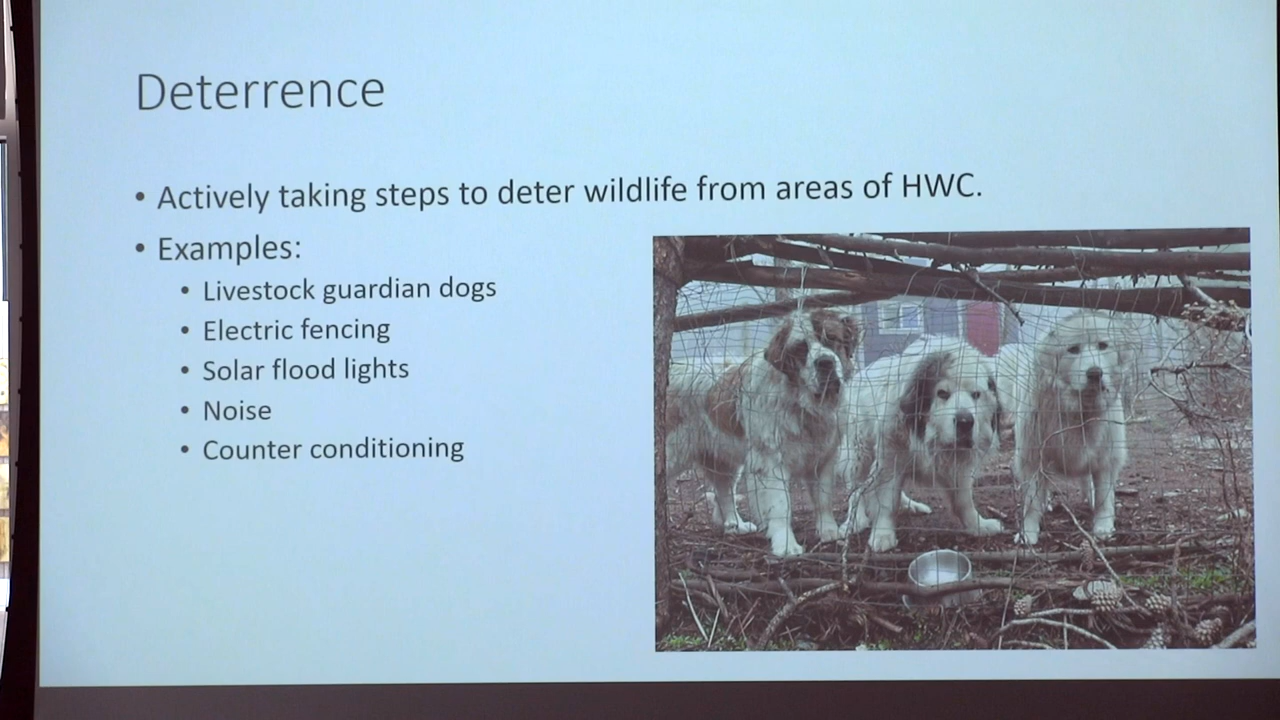 Deterrence
• Actively taking steps to deter wildlife from areas of HWC.
• Examples:
• Livestock guardian dogs
• Electric fencing
• Solar flood lights
• Noise
• Counter conditioning